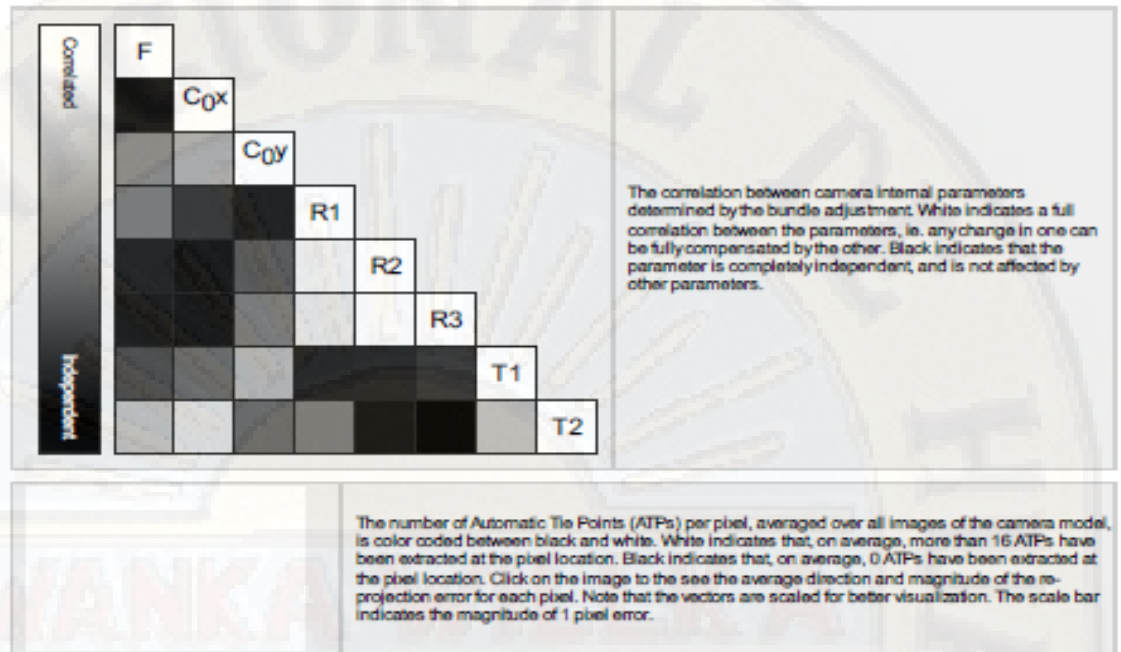 Correlated
Independent
F
C0x
C0y
R1
R2
R3
T1
T2
The correlation between camera internal parameters
determined by the bundle adjustment. White indicates a full
correlation between the parameters, ie. any change in one can
be fully compensated by the other. Black indicates that the
parameter is completely independent, and is not affected by
other parameters.
The number of Automatic Tie Points (ATPs) per pixel, averaged over all images of the camera model,
is color coded between black and white. White indicates that, on average, more than 16 ATPs have
been extracted at the pixel location. Black indicates that, on average, 0 ATPs have been extracted at
the pixel location. Click on the image to the see the average direction and magnitude of the re-
projection error for each pixel. Note that the vectors are scaled for better visualization. The scale bar
indicates the magnitude of 1 pixel error.